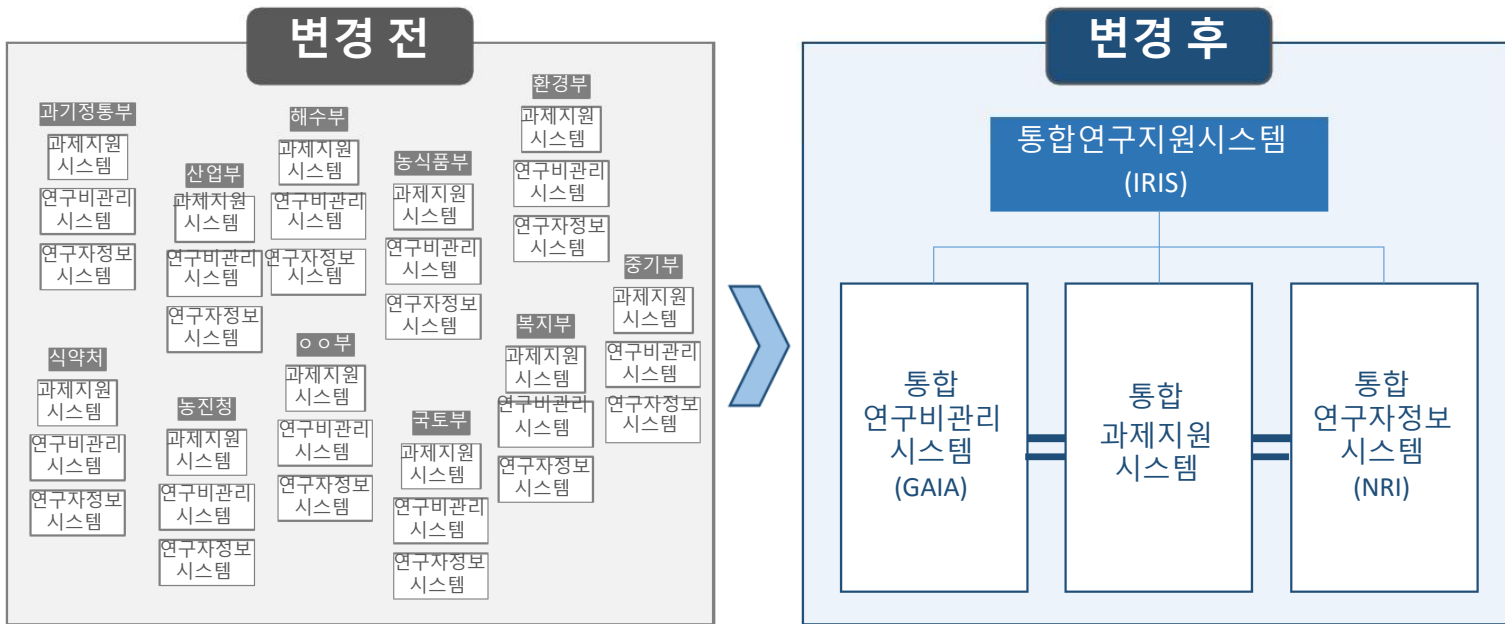 변경 전
과기정통부
과제지원
시스템
연구비관리
시스템
연구자정보
시스템
산업부
과제지원
시스템
연구비관리
시스템
연구자정보
시스템
해수부
과제지원
시스템
연구비관리
시스템
연구자정보
시스템
농식품부
과제지원
시스템
연구비관리
시스템
연구자정보
시스템
환경부
과제지원
시스템
연구비관리
시스템
연구자정보
시스템
중기부
과제지원
시스템
연구비관리
시스템
연구자정보
시스템
식약처
과제지원
시스템
연구비관리
시스템
연구자정보
시스템
농진청
과제지원
시스템
연구비관리
시스템
연구자정보
시스템
ㅇㅇ부
과제지원
시스템
연구비관리
시스템
연구자정보
시스템
국토부
과제지원
시스템
연구비관리
시스템
연구자정보
시스템
복지부
과제지원
시스템
연구비관리
시스템
연구자정보
시스템
변경 후
통합연구지원시스템
(IRIS)
통합
연구비관리
시스템
(GAIA)
통합
과제지원
시스템
통합
연구자정보
시스템
(NRI)